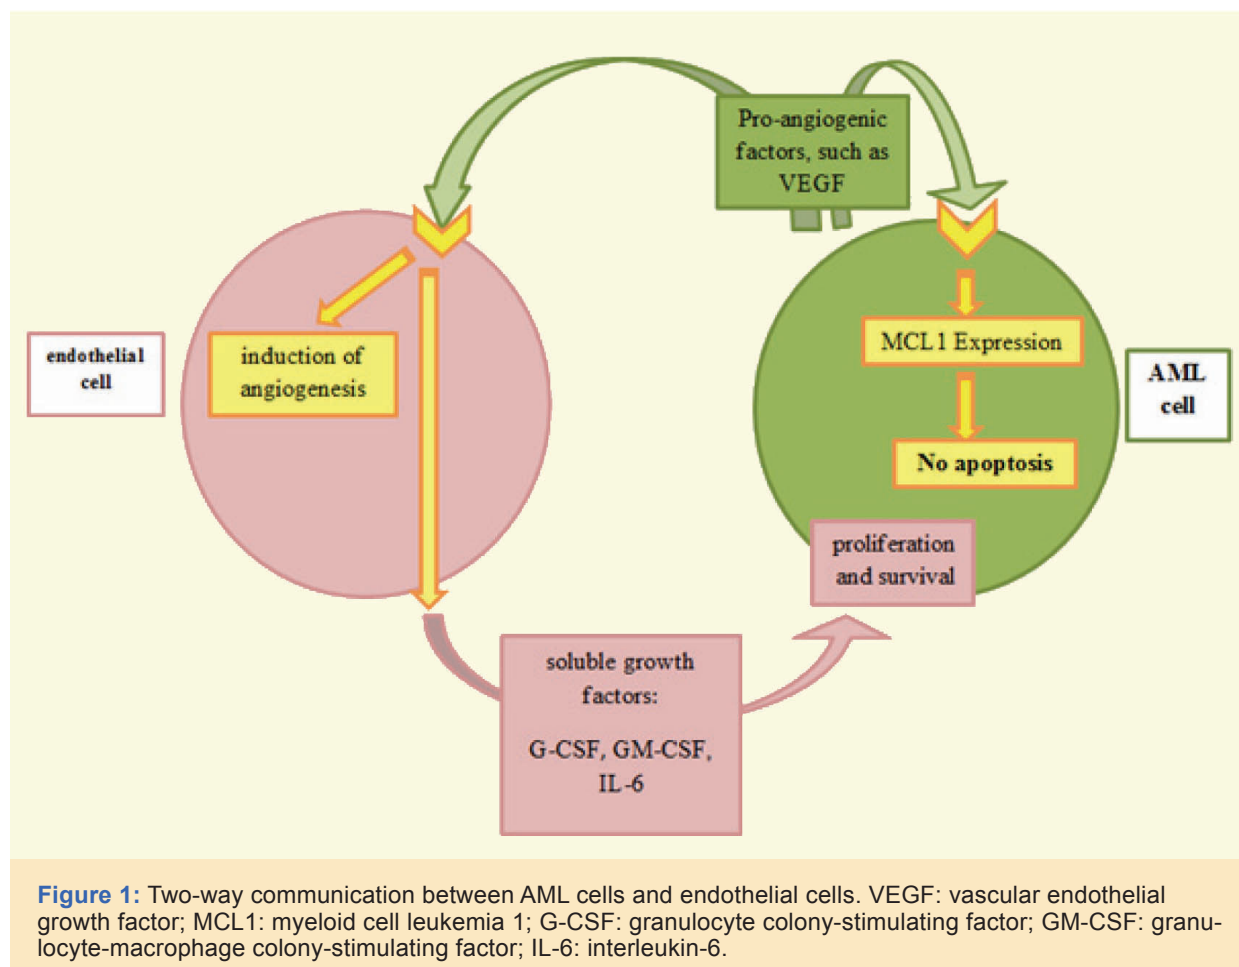 Pro-angiogenic
factors, such as
VEGF
endothelial
cell
induction of
angiogenesis
MCL1 Expression
AML
cell
No apoptosis
proliferation
and survival
soluble growth
factors:
G-CSF, GM-CSF,
IL-6
Figure 1: Two-way communication between AML cells and endothelial cells. VEGF: vascular endothelial
growth factor; MCL1: myeloid cell leukemia 1; G-CSF: granulocyte colony-stimulating factor; GM-CSF: granu-
locyte-macrophage colony-stimulating factor; IL-6: interleukin-6.